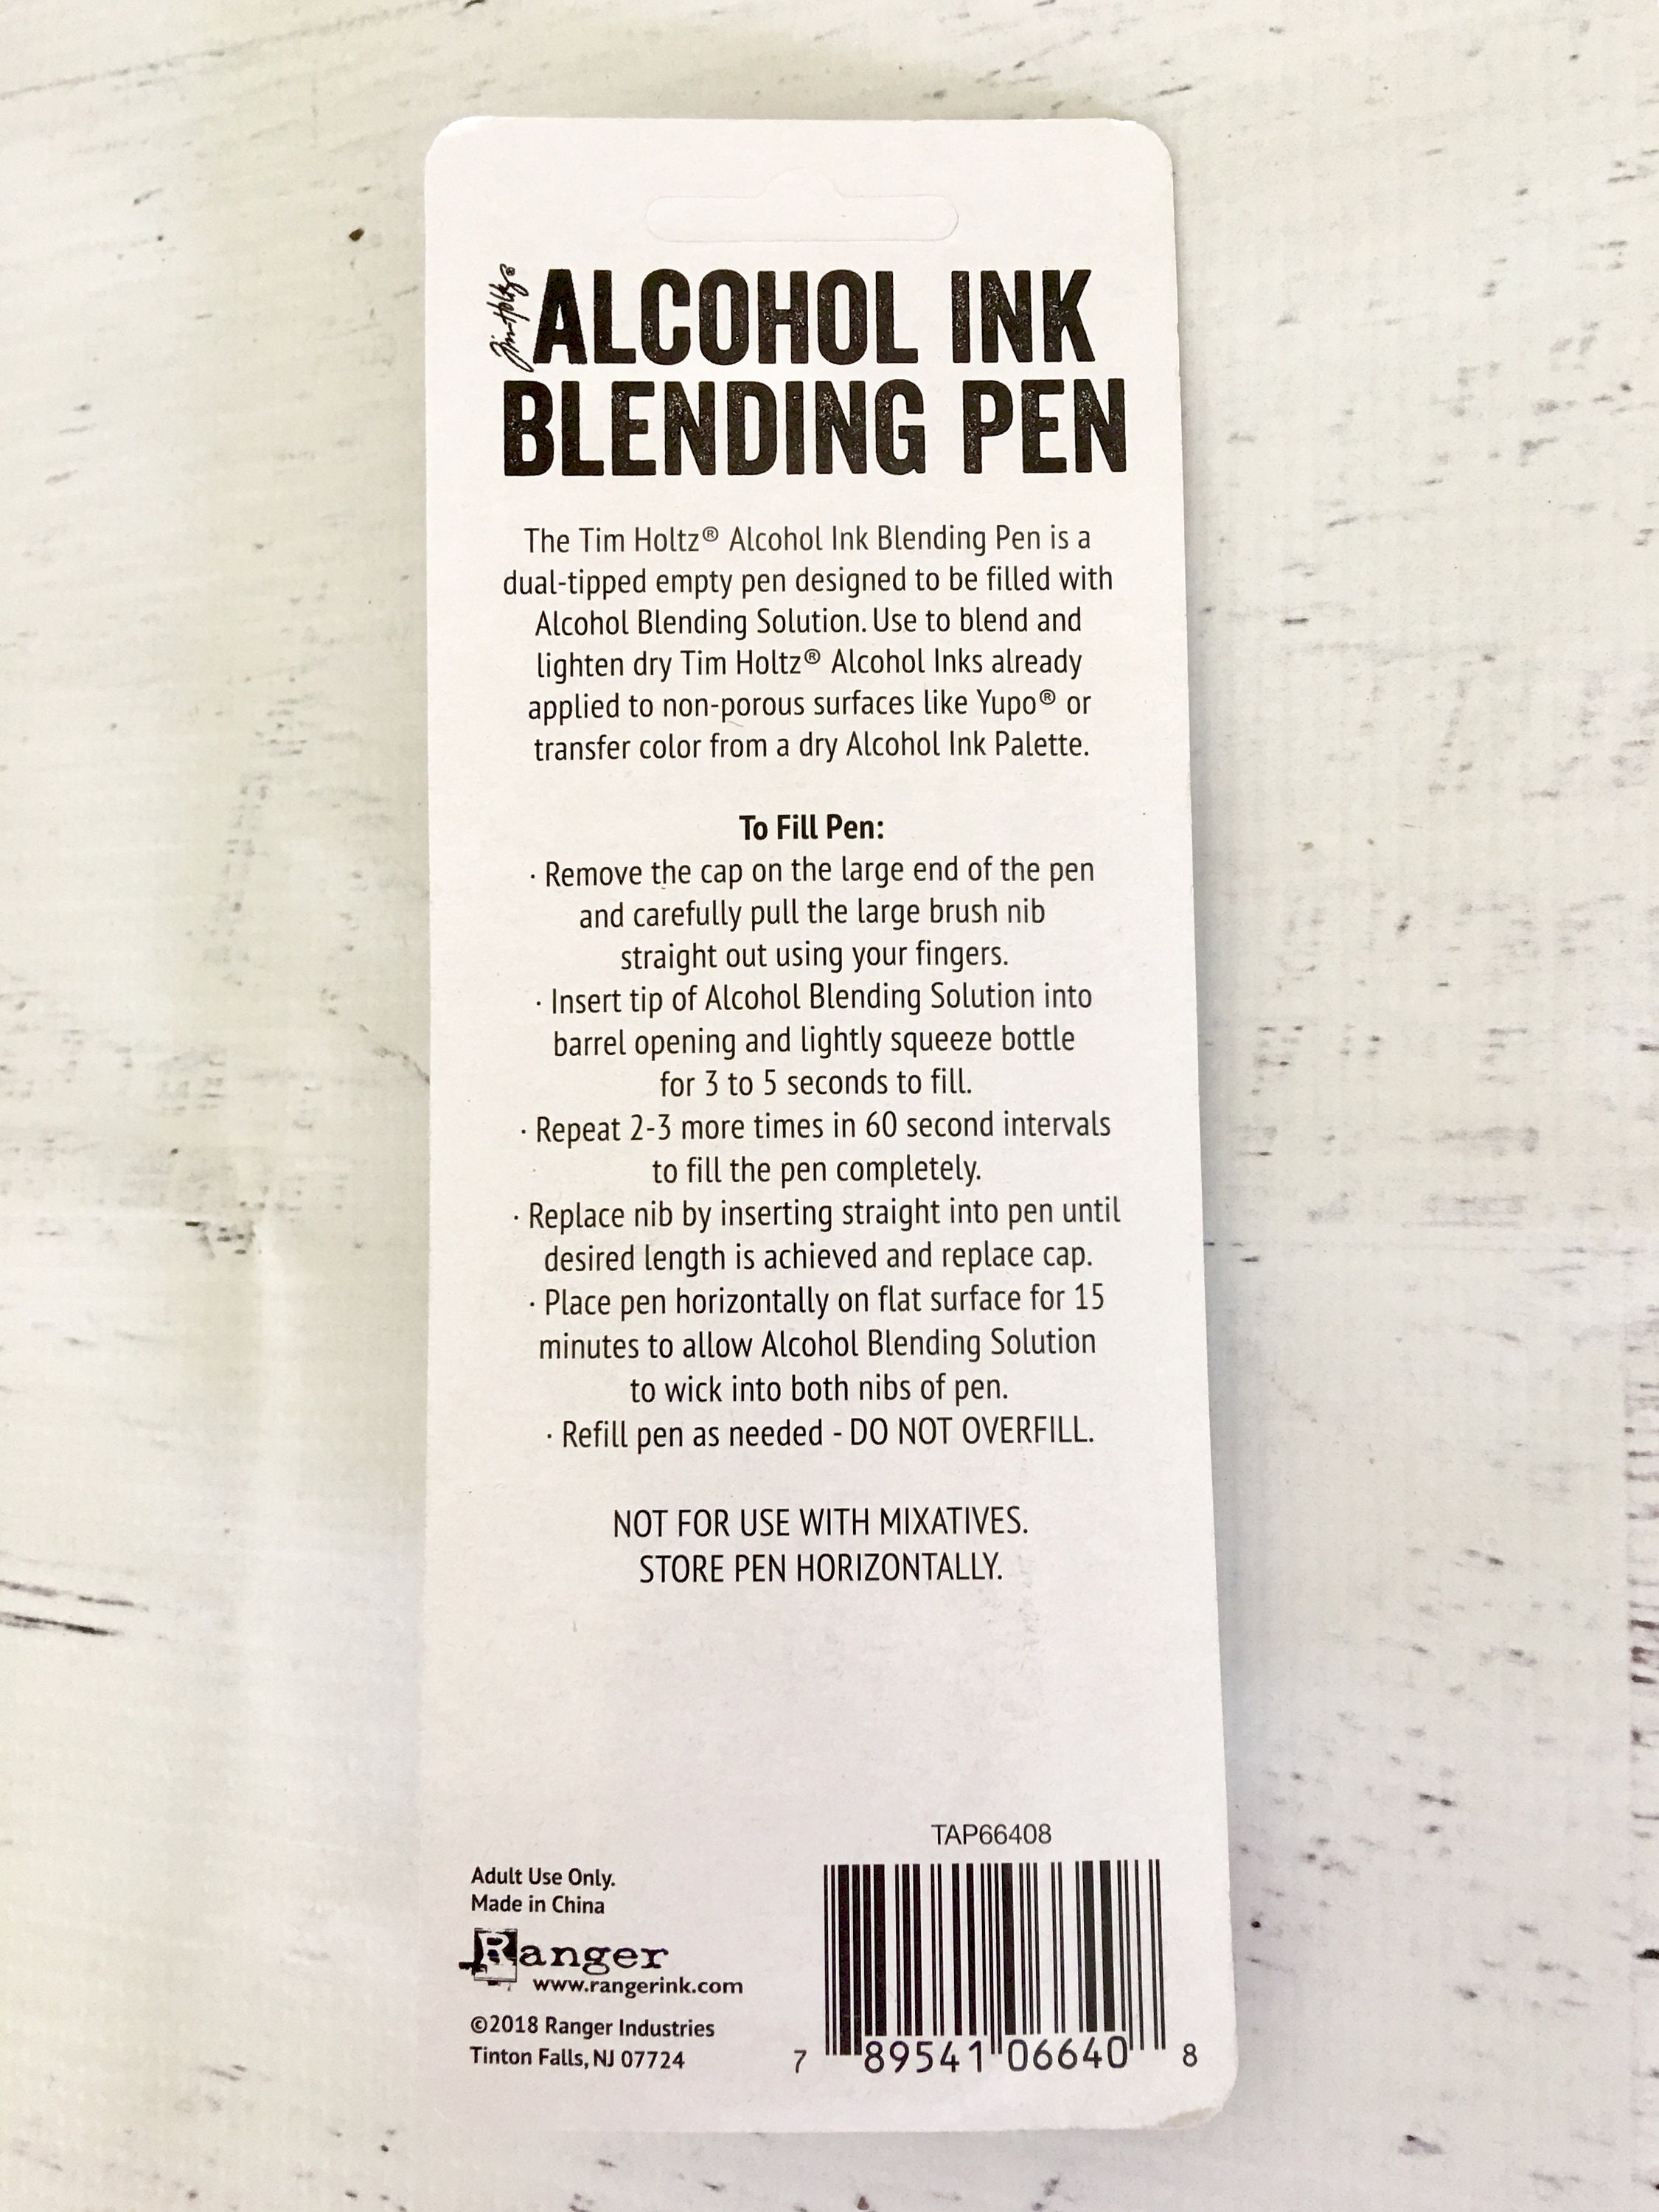 Tim Holtz® ALCOHOL INK
BLENDING PEN
The Tim Holtz® Alcohol Ink Blending Pen is a
dual-tipped empty pen designed to be filled with
Alcohol Blending Solution. Use to blend and
lighten dry Tim Holtz® Alcohol Inks already
applied to non-porous surfaces like Yupo® or
transfer color from a dry Alcohol Ink Palette.
To Fill Pen:
· Remove the cap on the large end of the pen
and carefully pull the large brush nib
straight out using your fingers.
· Insert tip of Alcohol Blending Solution into
barrel opening and lightly squeeze bottle
for 3 to 5 seconds to fill.
· Repeat 2-3 more times in 60 second intervals
to fill the pen completely.
· Replace nib by inserting straight into pen until
desired length is achieved and replace cap.
· Place pen horizontally on flat surface for 15
minutes to allow Alcohol Blending Solution
to wick into both nibs of pen.
· Refill pen as needed - DO NOT OVERFILL.
NOT FOR USE WITH MIXATIVES.
STORE PEN HORIZONTALLY.
Adult Use Only.
Made in China
Ranger
www.rangerink.com
©2018 Ranger Industries
Tinton Falls, NJ 07724
TAP66408
7 89541 06640 8